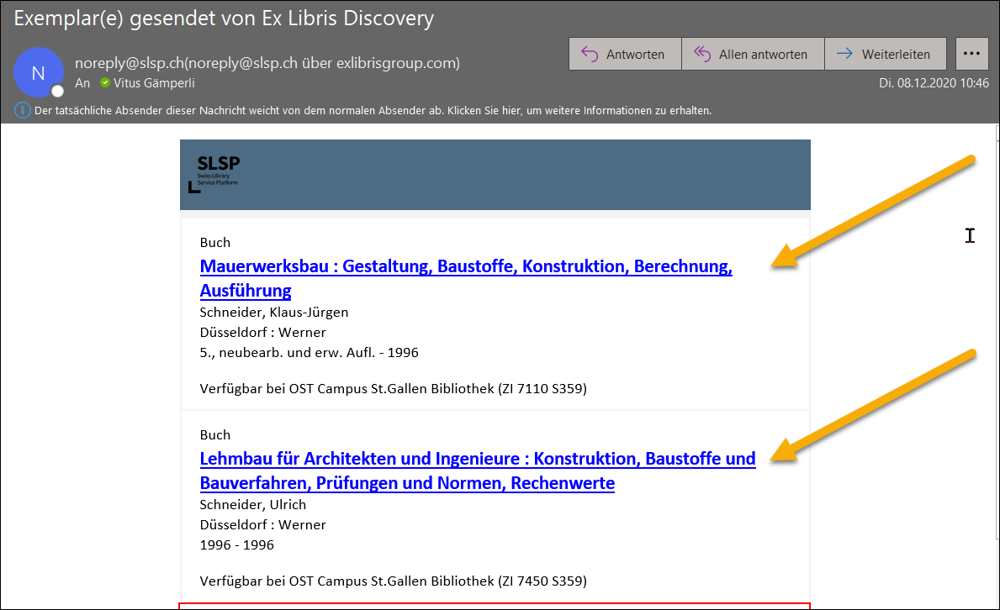 Exemplar(e) gesendet von Ex Libris Discovery
N
noreply@slsp.ch(noreply@slsp.ch über exlibrisgroup.com)
An Vitus Gämperli
Antworten
Allen antworten
Weiterleiten
Di. 08.12.2020 10:46
Der tatsächliche Absender dieser Nachricht weicht von dem normalen Absender ab. Klicken Sie hier, um weitere Informationen zu erhalten.
SLSP
Swiss Library
Service Platform
Buch
Mauerwerksbau : Gestaltung, Baustoffe, Konstruktion, Berechnung,
Ausführung
Schneider, Klaus-Jürgen
Düsseldorf : Werner
5., neubearb. und erw. Aufl. - 1996
Verfügbar bei OST Campus St.Gallen Bibliothek (ZI 7110 S359)
Buch
Lehmbau für Architekten und Ingenieure : Konstruktion, Baustoffe und
Bauverfahren, Prüfungen und Normen, Rechenwerte
Schneider, Ulrich
Düsseldorf : Werner
1996 - 1996
Verfügbar bei OST Campus St.Gallen Bibliothek (ZI 7450 S359)